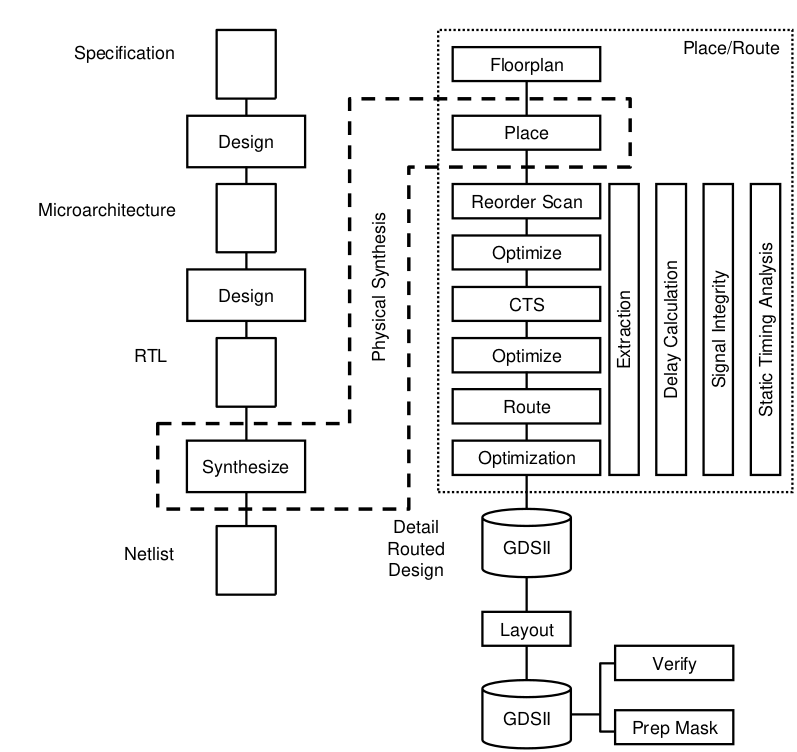 Specification
Design
Microarchitecture
Design
RTL
Synthesize
Netlist
Physical Synthesis
Place/Route
Floorplan
Place
Reorder Scan
Optimize
CTS
Optimize
Route
Optimization
Extraction
Delay Calculation
Signal Integrity
Static Timing Analysis
Detail
Routed
Design
GDSII
Layout
GDSII
Verify
Prep Mask